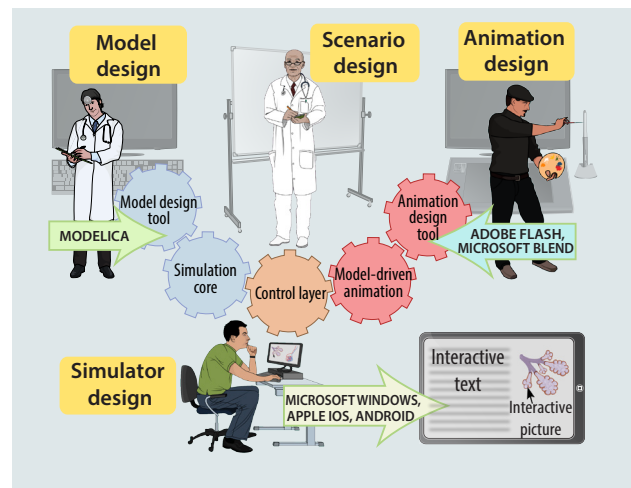 Model
design
Scenario
design
Animation
design
Model design
tool
MODELICA
Animation
design
tool
ADOBE FLASH,
MICROSOFT BLEND
Simulation
core
Control layer
Model-driven
animation
Simulator
design
MICROSOFT WINDOWS,
APPLE IOS, ANDROID
Interactive
text
Interactive
picture